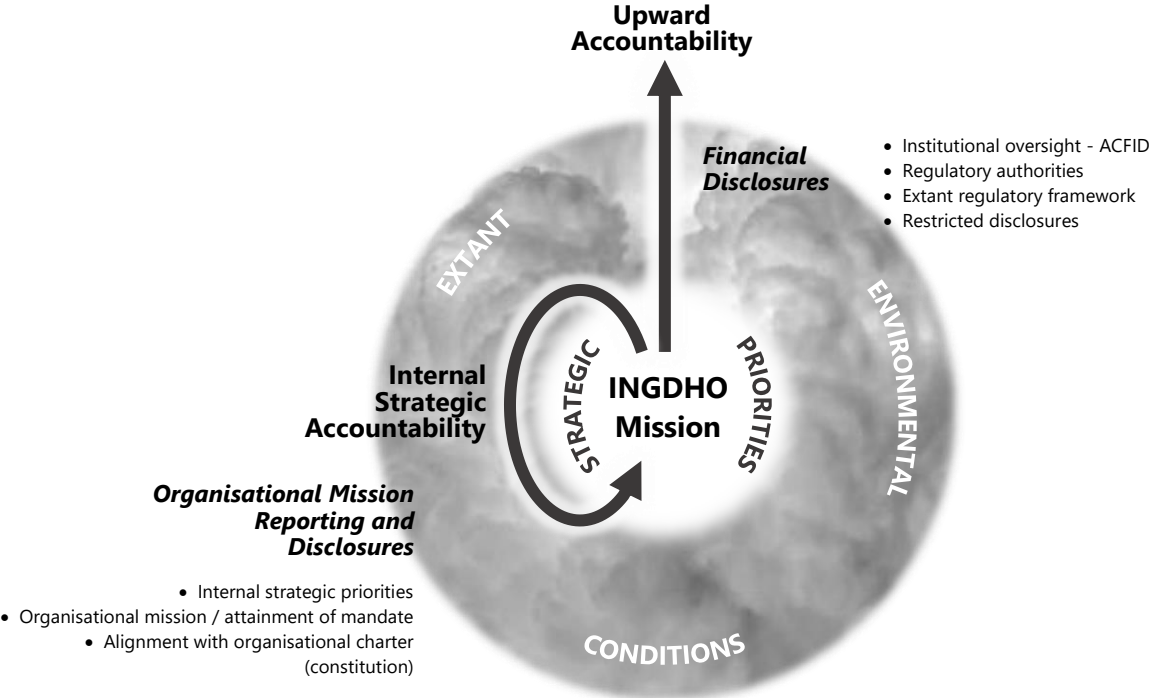 Upward
Accountability
Financial
Disclosures
• Institutional oversight - ACFID
• Regulatory authorities
• Extant regulatory framework
• Restricted disclosures
EXTANT
ENVIRONMENTAL
CONDITIONS
STRATEGIC
PRIORITIES
INGDHO
Mission
Internal
Strategic
Accountability
Organisational Mission
Reporting and
Disclosures
• Internal strategic priorities
• Organisational mission / attainment of mandate
• Alignment with organisational charter
(constitution)